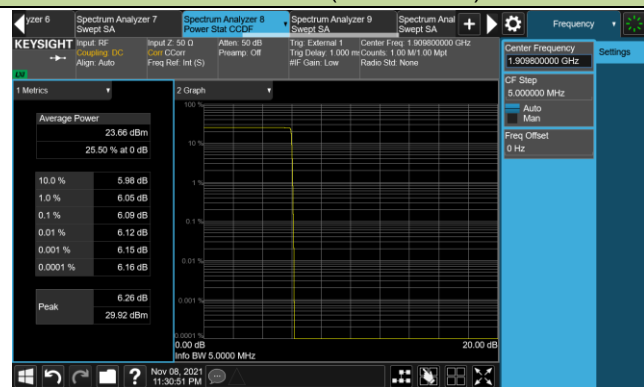 yzer 6
Spectrum Analyzer 7
Swept SA
Spectrum Analyzer 8
Power Stat CCDF
Spectrum Analyzer 9
Swept SA
Spectrum Anal
Swept SA
Frequency
KEYSIGHT
Input: RF
Coupling: DC
Align: Auto
Input Z: 50 Ω
Corr CCorr
Freq Ref: Int (S)
Atten: 50 dB
Preamp: Off
Trig: External 1
Trig Delay: 1.000 m
#IF Gain: Low
Center Freq: 1.909800000 GHz
Counts: 1.00 M/1.00 Mpt
Radio Std: None
Center Frequency
1.909800000 GHz
Settings
CF Step
5.000000 MHz
Auto
Man
Freq Offset
0 Hz
1 Metrics
2 Graph
Average Power
23.66 dBm
25.50 % at 0 dB
10.0 % 5.98 dB
1.0 % 6.05 dB
0.1 % 6.09 dB
0.01 % 6.12 dB
0.001 % 6.15 dB
0.0001 % 6.16 dB
Peak
6.26 dB
29.92 dBm
100 %
10 %
1 %
0.1 %
0.01 %
0.001 %
0.0001 %
0.00 dB
20.00 dB
Info BW 5.0000 MHz
?
Nov 08, 2021
11:30:51 PM